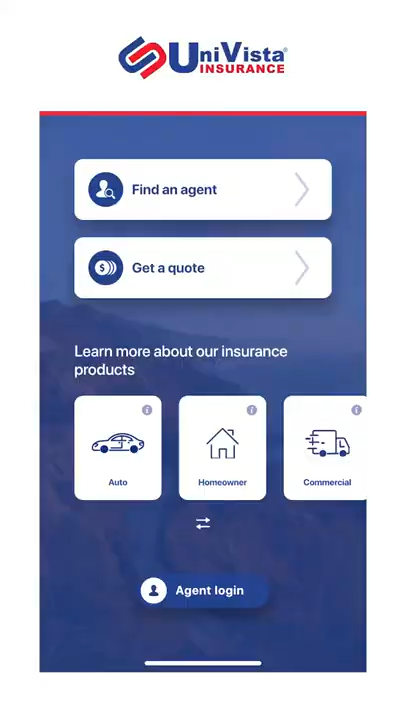 UniVista®
INSURANCE
Find an agent
Get a quote
Learn more about our insurance
products
i
i
i
Auto
Homeowner
Commercial
Agent login